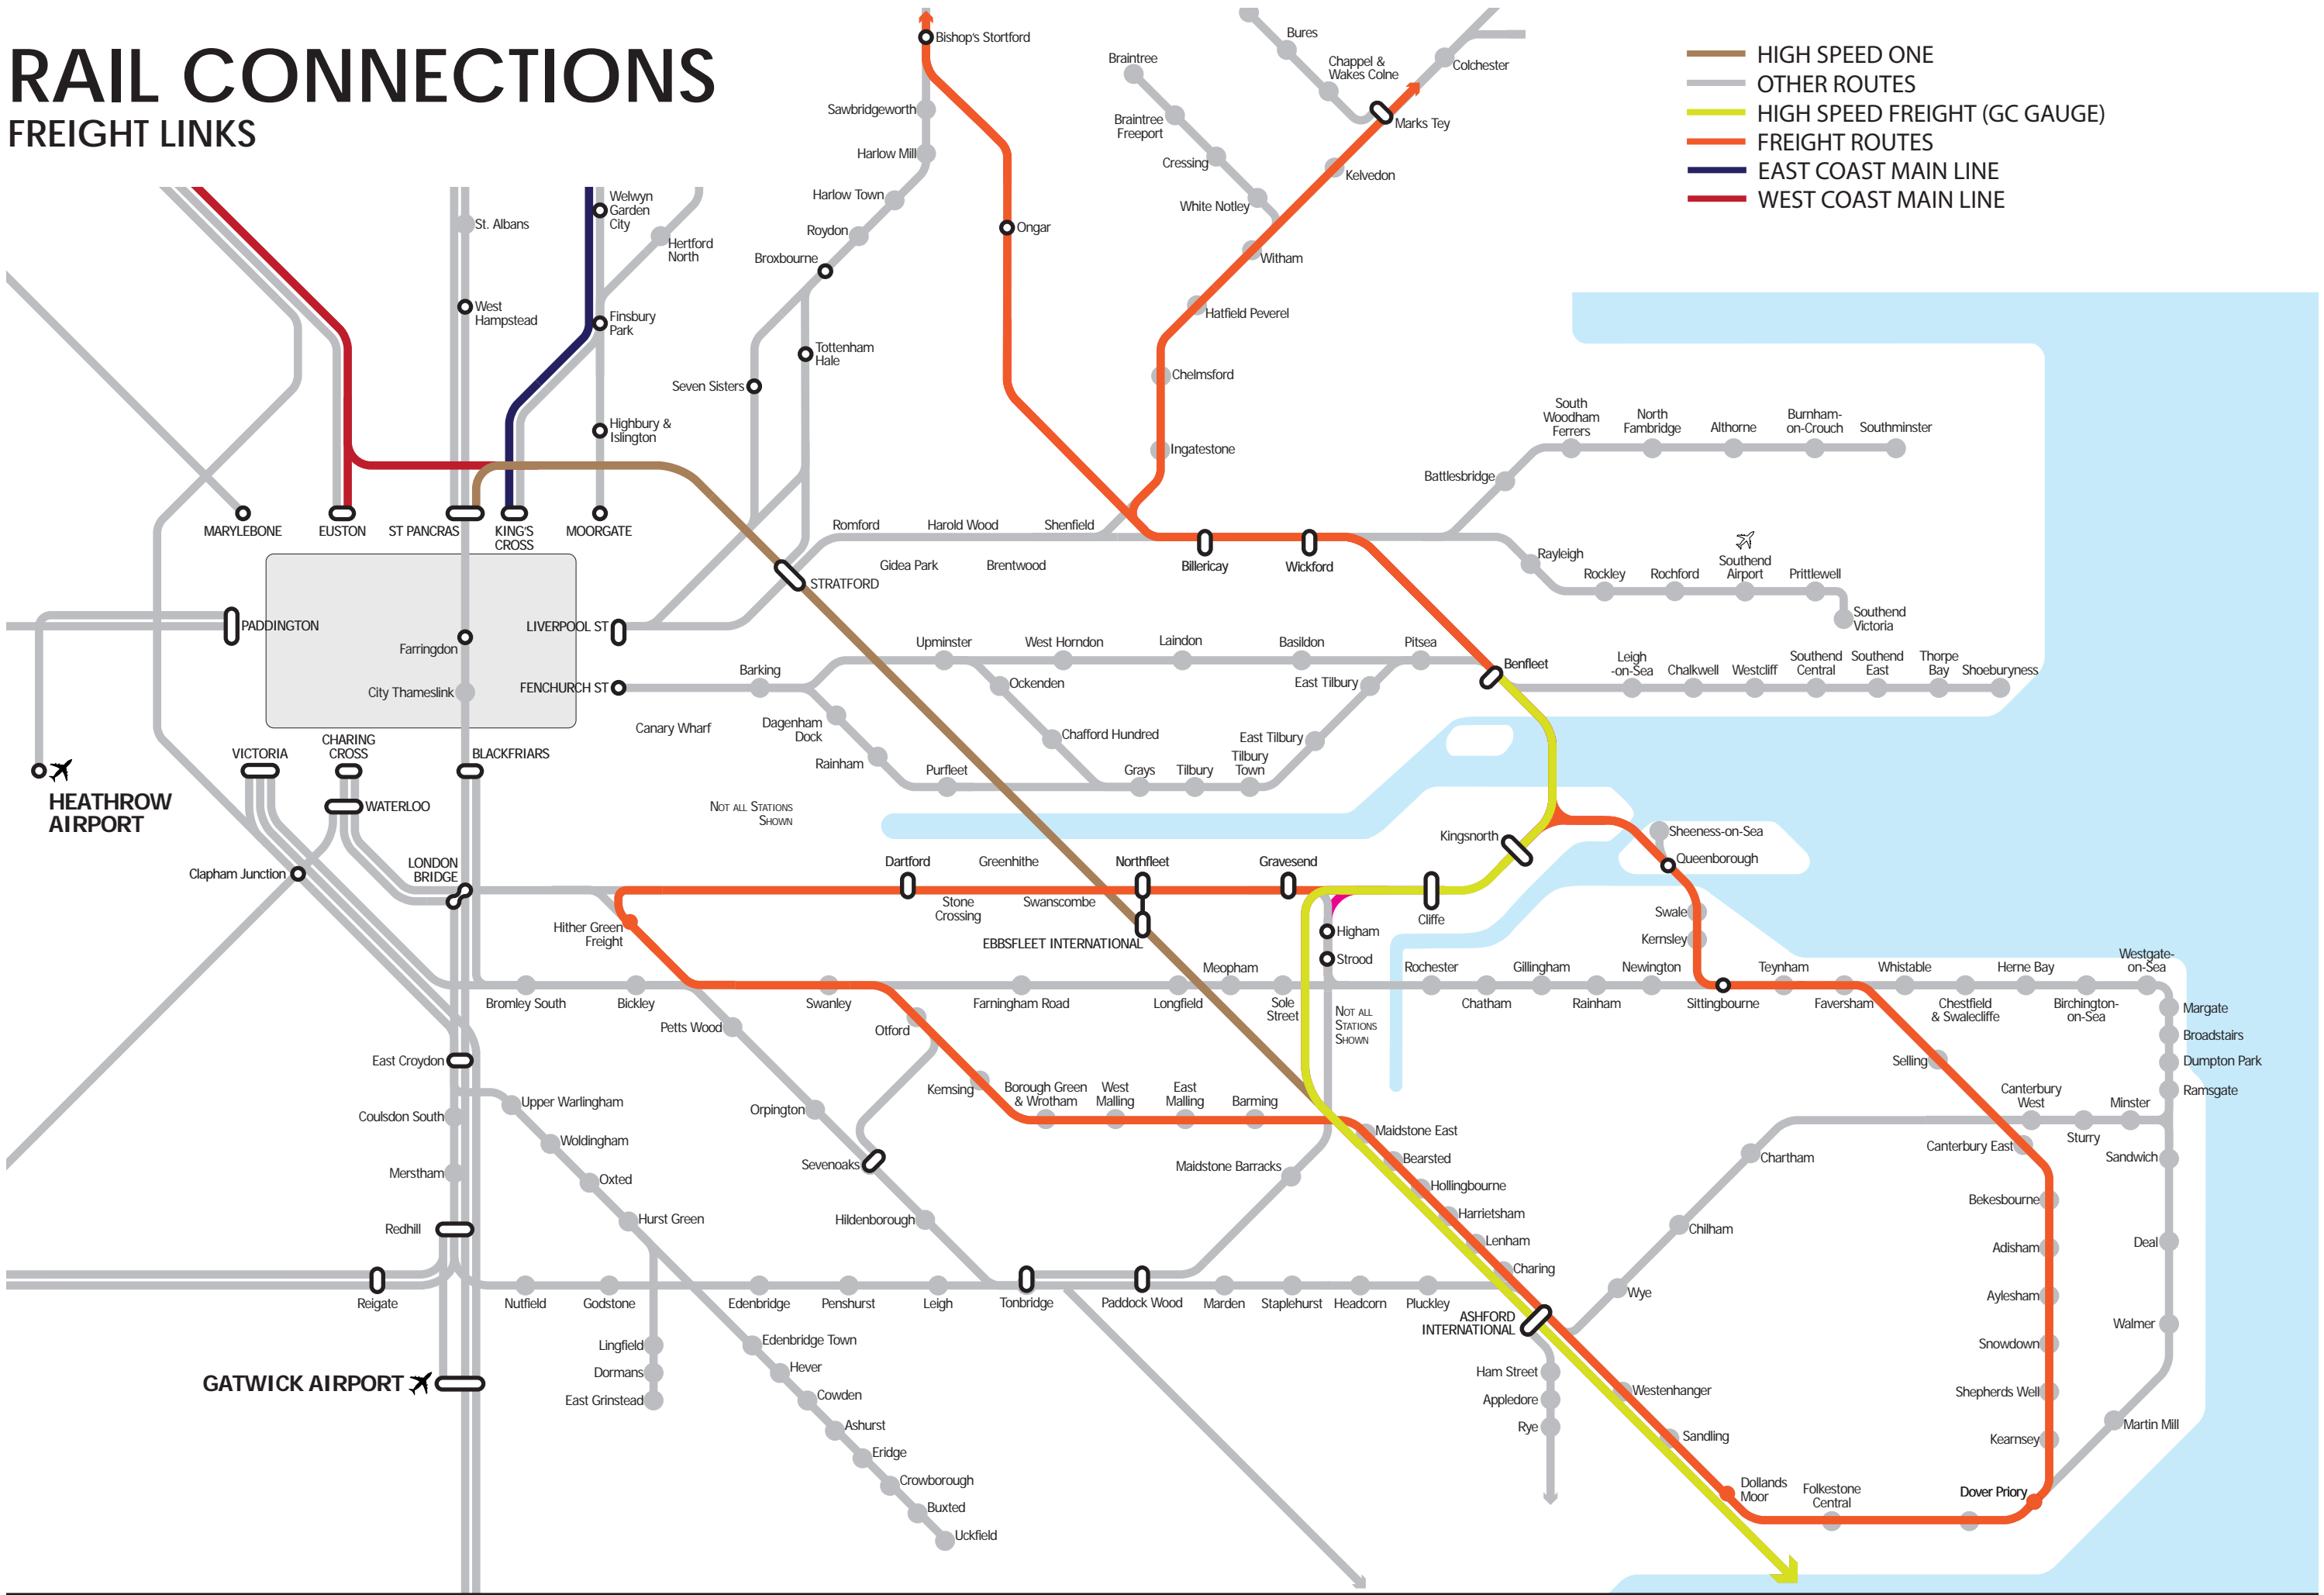 RAIL CONNECTIONS
FREIGHT LINKS
HIGH SPEED ONE
OTHER ROUTES
HIGH SPEED FREIGHT (GC GAUGE)
FREIGHT ROUTES
EAST COAST MAIN LINE
WEST COAST MAIN LINE
Bishop's Stortford
Sawbridgeworth
Harlow Mill
Harlow Town
Roydon
Broxbourne
Ongar
Braintree
Braintree
Freeport
Cressing
White Notley
Bures
Chappel &
Wakes Colne
Colchester
Marks Tey
Kelvedon
Witham
Hatfield Peverel
Chelmsford
Ingatestone
St. Albans
West
Hampstead
Welwyn
Garden
City
Hertford
North
Finsbury
Park
Highbury &
Islington
Seven Sisters
Tottenham
Hale
MARYLEBONE
EUSTON
ST PANCRAS
KING'S
CROSS
MOORGATE
Romford
Harold Wood
Shenfield
Gidea Park
Brentwood
Billericay
Wickford
STRATFORD
Battlesbridge
South
Woodham
Ferrers
North
Fambridge
Althorne
Burnham-
on-Crouch
Southminster
Rayleigh
Rockley
Rochford
Southend
Airport
Prittlewell
Southend
Victoria
PADDINGTON
Farringdon
City Thameslink
LIVERPOOL ST
FENCHURCH ST
Canary Wharf
Barking
Dagenham
Dock
Rainham
Purfleet
Upminster
West Horndon
Laindon
Basildon
Pitsea
Benfleet
Ockenden
Chafford Hundred
Grays
Tilbury
Tilbury
Town
East Tilbury
East Tilbury
Leigh
-on-Sea
Chalkwell
Westcliff
Southend
Central
Southend
East
Thorpe
Bay
Shoeburyness
HEATHROW
AIRPORT
VICTORIA
CHARING
CROSS
BLACKFRIARS
WATERLOO
NOT ALL STATIONS
SHOWN
Clapham Junction
LONDON
BRIDGE
Hither Green
Freight
Dartford
Greenhithe
Northfleet
Gravesend
Stone
Crossing
Swanscombe
EBBSFLEET INTERNATIONAL
Kingsnorth
Cliffe
Sheeness-on-Sea
Queenborough
Swale
Kernsley
Higham
Strood
Bromley South
Bickley
Swanley
Farningham Road
Longfield
Meopham
Sole
Street
NOT ALL
STATIONS
SHOWN
Rochester
Chatham
Gillingham
Rainham
Newington
Sittingbourne
Teynham
Faversham
Whistable
Chestfield
& Swalecliffe
Herne Bay
Birchington-
on-Sea
Westgate-
on-Sea
Margate
Broadstairs
Dumpton Park
Ramsgate
Petts Wood
Otford
Kemsing
Borough Green
& Wrotham
West
Malling
East
Malling
Barming
Maidstone East
Bearsted
Hollingbourne
Harrietsham
Lenham
Charing
Selling
Canterbury
West
Sturry
Minster
Canterbury East
Sandwich
East Croydon
Coulsdon South
Merstham
Redhill
Reigate
Upper Warlingham
Woldingham
Oxted
Hurst Green
Orpington
Sevenoaks
Hildenborough
Maidstone Barracks
Chartham
Chilham
Wye
Bekesbourne
Adisham
Aylesham
Snowdown
Shepherds Well
Kearnsey
Deal
Walmer
Martin Mill
Nutfield
Godstone
Edenbridge
Penshurst
Leigh
Tonbridge
Paddock Wood
Marden
Staplehurst
Headcorn
Pluckley
ASHFORD
INTERNATIONAL
Lingfield
Dormans
East Grinstead
Edenbridge Town
Hever
Cowden
Ashurst
Eridge
Crowborough
Buxted
Uckfield
GATWICK AIRPORT
Ham Street
Appledore
Rye
Westenhanger
Sandling
Dollands
Moor
Folkestone
Central
Dover Priory